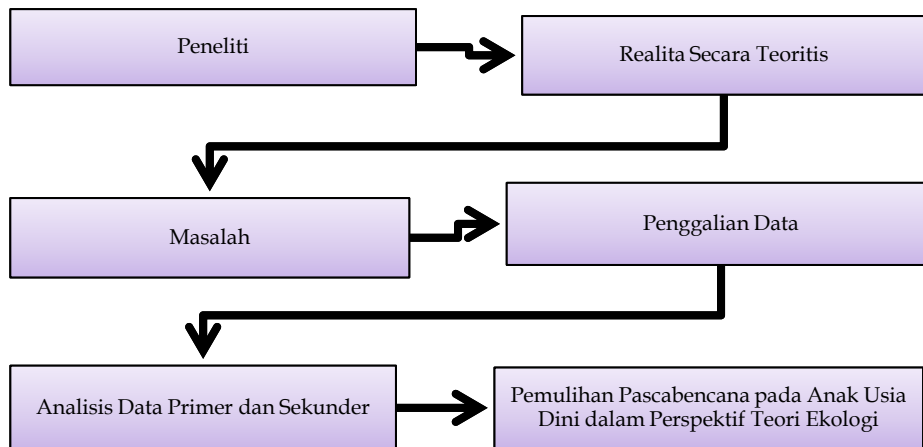 Peneliti
Realita Secara Teoritis
Masalah
Penggalian Data
Analisis Data Primer dan Sekunder
Pemulihan Pascabencana pada Anak Usia
Dini dalam Perspektif Teori Ekologi